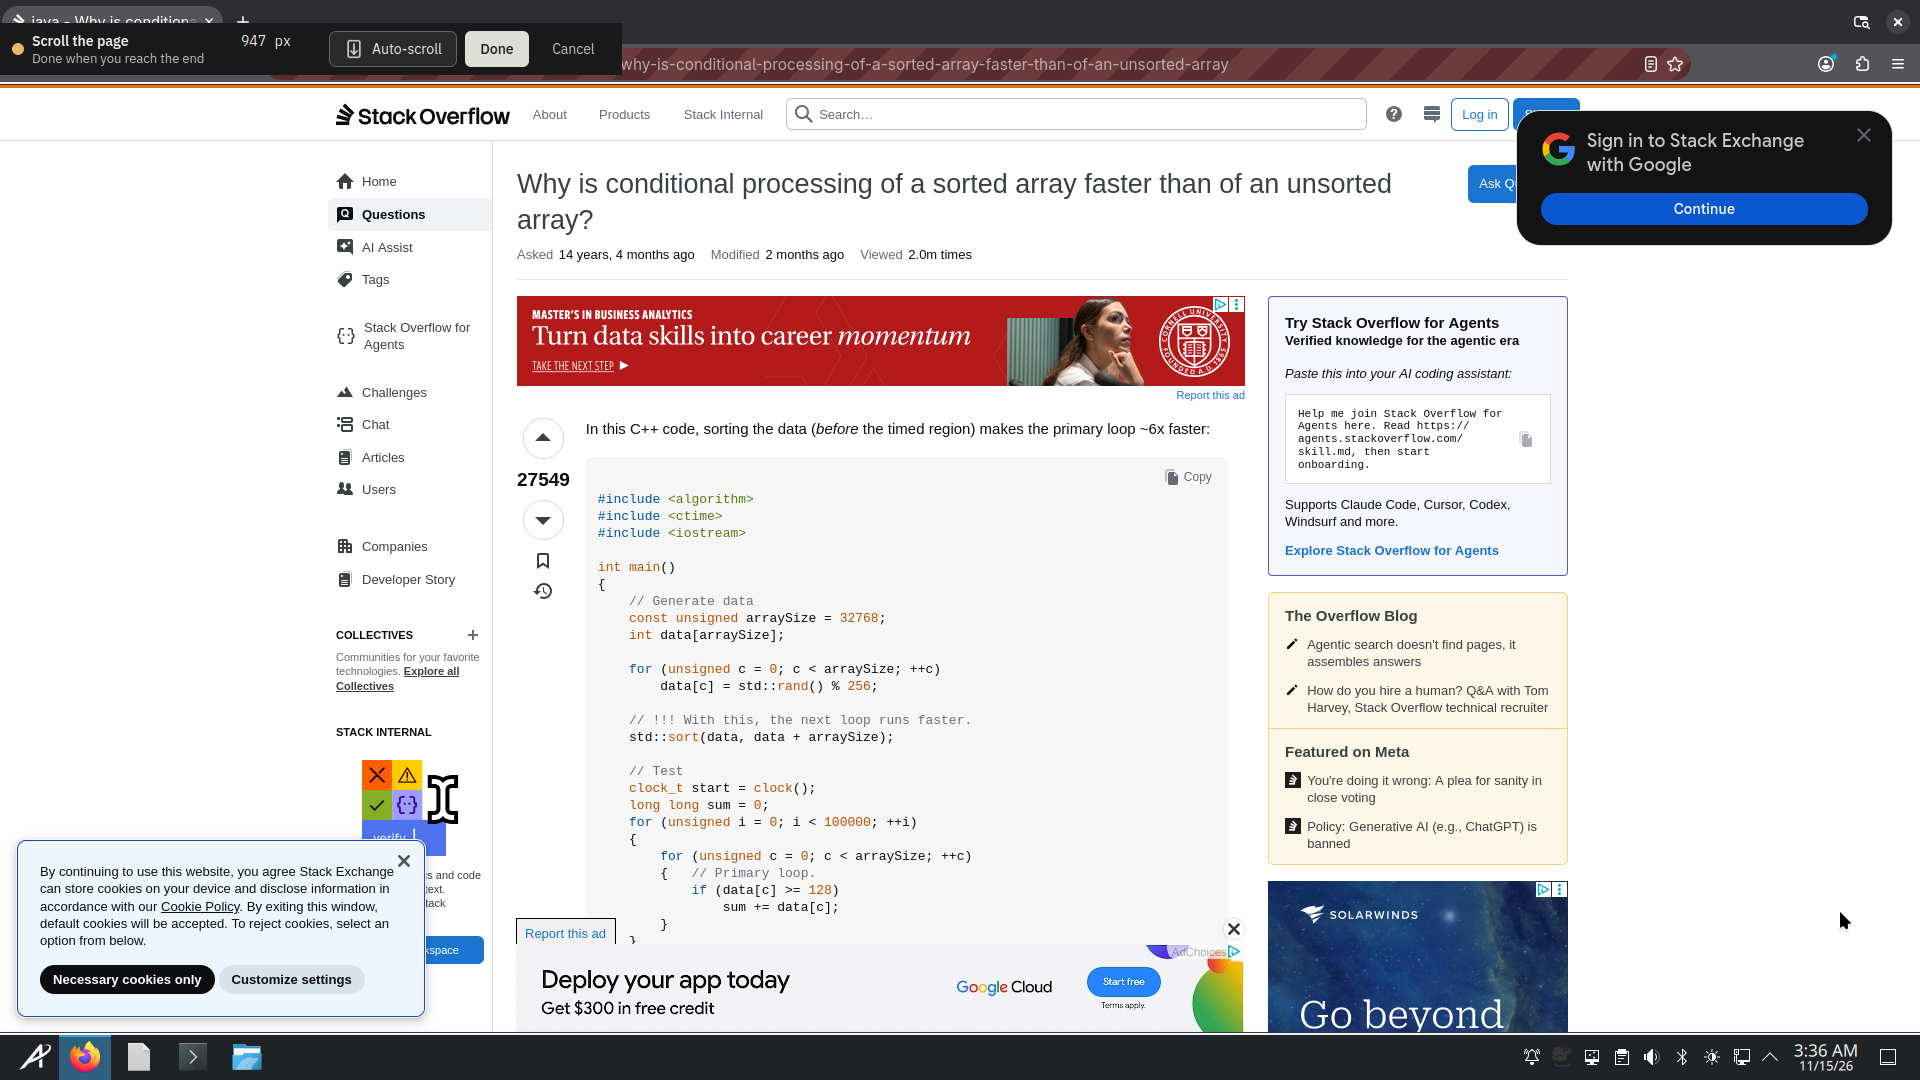 java - Why is condition
Scroll the page
Done when you reach the end
947 px
Auto-scroll
Done
Cancel
why-is-conditional-processing-of-a-sorted-array-faster-than-of-an-unsorted-array
stack overflow
About
Products
Stack Internal
Search…
Log in
Sign in to Stack Exchange
with Google
Continue
Home
Questions
AI Assist
Tags
Stack Overflow for
Agents
Challenges
Chat
Articles
Users
Companies
Developer Story
COLLECTIVES
Communities for your favorite
technologies. Explore all
Collectives
STACK INTERNAL
Why is conditional processing of a sorted array faster than of an unsorted
array?
Ask Q
Asked 14 years, 4 months ago Modified 2 months ago Viewed 2.0m times
MASTER'S IN BUSINESS ANALYTICS
Turn data skills into career momentum
TAKE THE NEXT STEP
CORNELL UNIVERSITY
FOUNDED A.D. 1865
Report this ad
27549
In this C++ code, sorting the data (before the timed region) makes the primary loop ~6x faster:
Copy
#include <algorithm>
#include <ctime>
#include <iostream>
int main()
{
// Generate data
const unsigned arraySize = 32768;
int data[arraySize];
for (unsigned c = 0; c < arraySize; ++c)
data[c] = std::rand() % 256;
// !!! With this, the next loop runs faster.
std::sort(data, data + arraySize);
// Test
clock_t start = clock();
long long sum = 0;
for (unsigned i = 0; i < 100000; ++i)
{
for (unsigned c = 0; c < arraySize; ++c)
{ // Primary loop.
if (data[c] >= 128)
sum += data[c];
}
}
Try Stack Overflow for Agents
Verified knowledge for the agentic era
Paste this into your AI coding assistant:
Help me join Stack Overflow for
Agents here. Read https://
agents.stackoverflow.com/
skill.md, then start
onboarding.
Supports Claude Code, Cursor, Codex,
Windsurf and more.
Explore Stack Overflow for Agents
The Overflow Blog
Agentic search doesn't find pages, it
assembles answers
How do you hire a human? Q&A with Tom
Harvey, Stack Overflow technical recruiter
Featured on Meta
You're doing it wrong: A plea for sanity in
close voting
Policy: Generative AI (e.g., ChatGPT) is
banned
SOLARWINDS
Go beyond
verify
s and code
text.
tack
kspace
By continuing to use this website, you agree Stack Exchange
can store cookies on your device and disclose information in
accordance with our Cookie Policy. By exiting this window,
default cookies will be accepted. To reject cookies, select an
option from below.
Necessary cookies only
Customize settings
Report this ad
AdChoices
Deploy your app today
Get $300 in free credit
Google Cloud
Start free
Terms apply.
3:36 AM
11/15/26